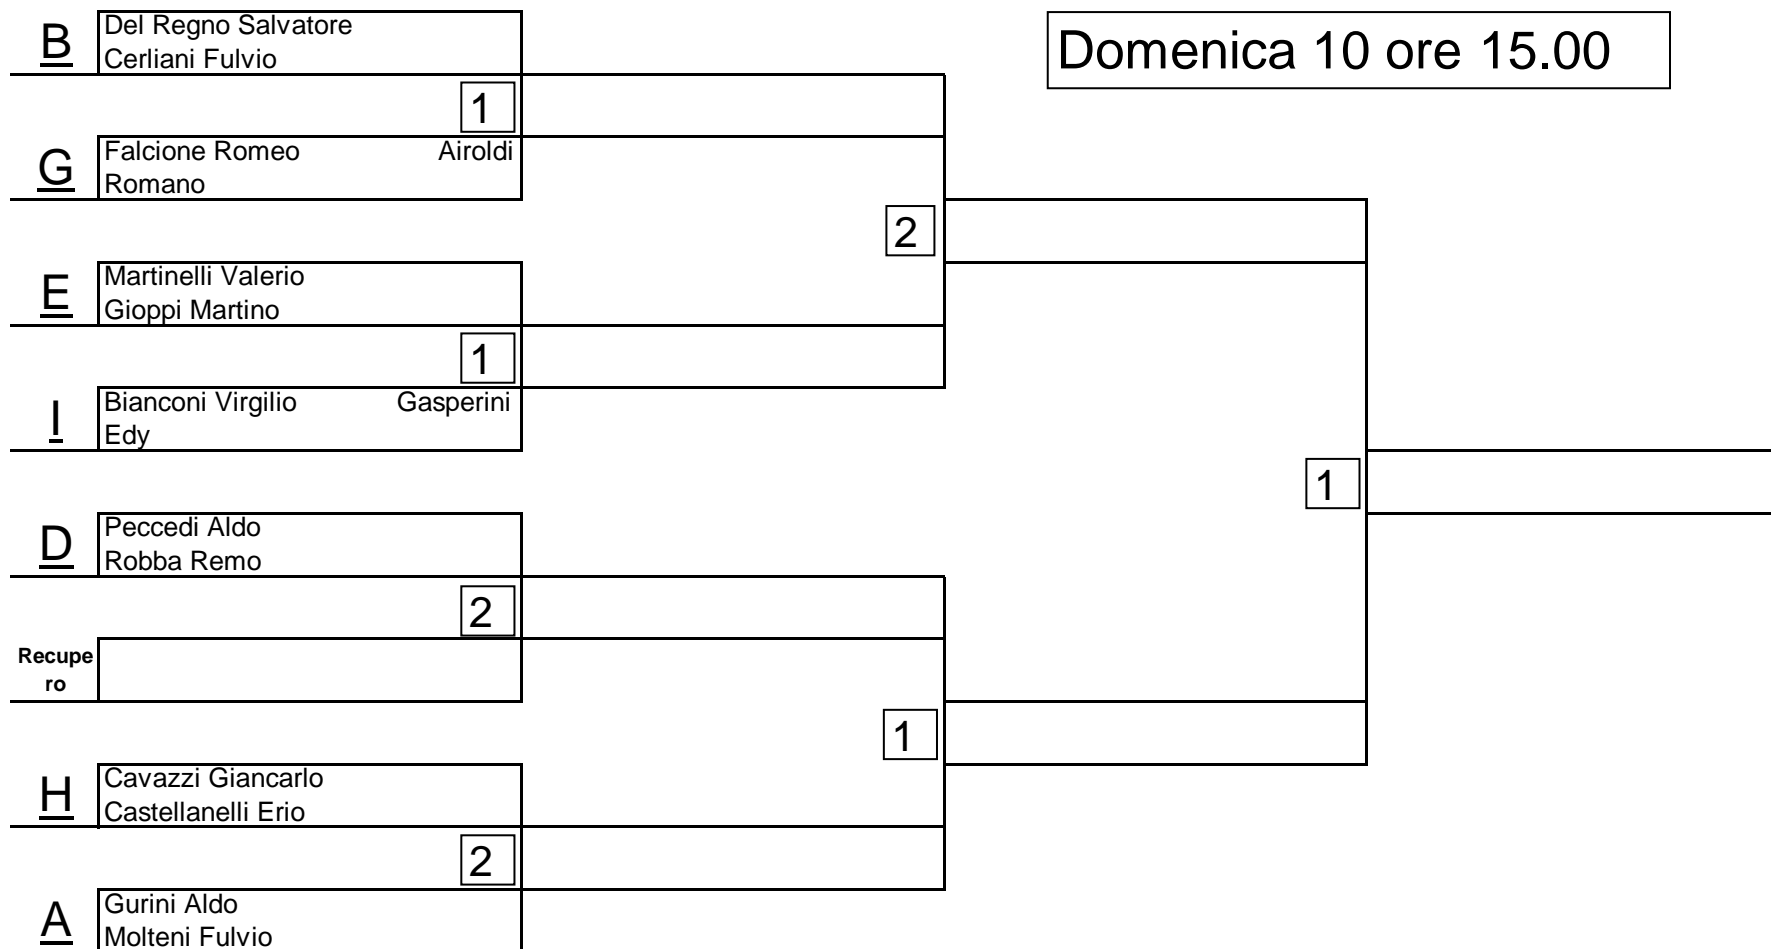 B
Del Regno Salvatore
Cerliani Fulvio
Domenica 10 ore 15.00
1
G
Falcione Romeo Airoldi
Romano
2
E
Martinelli Valerio
Gioppi Martino
1
I
Bianconi Virgilio Gasperini
Edy
1
D
Peccedi Aldo
Robba Remo
2
Recupe
ro
1
H
Cavazzi Giancarlo
Castellanelli Erio
2
A
Gurini Aldo
Molteni Fulvio